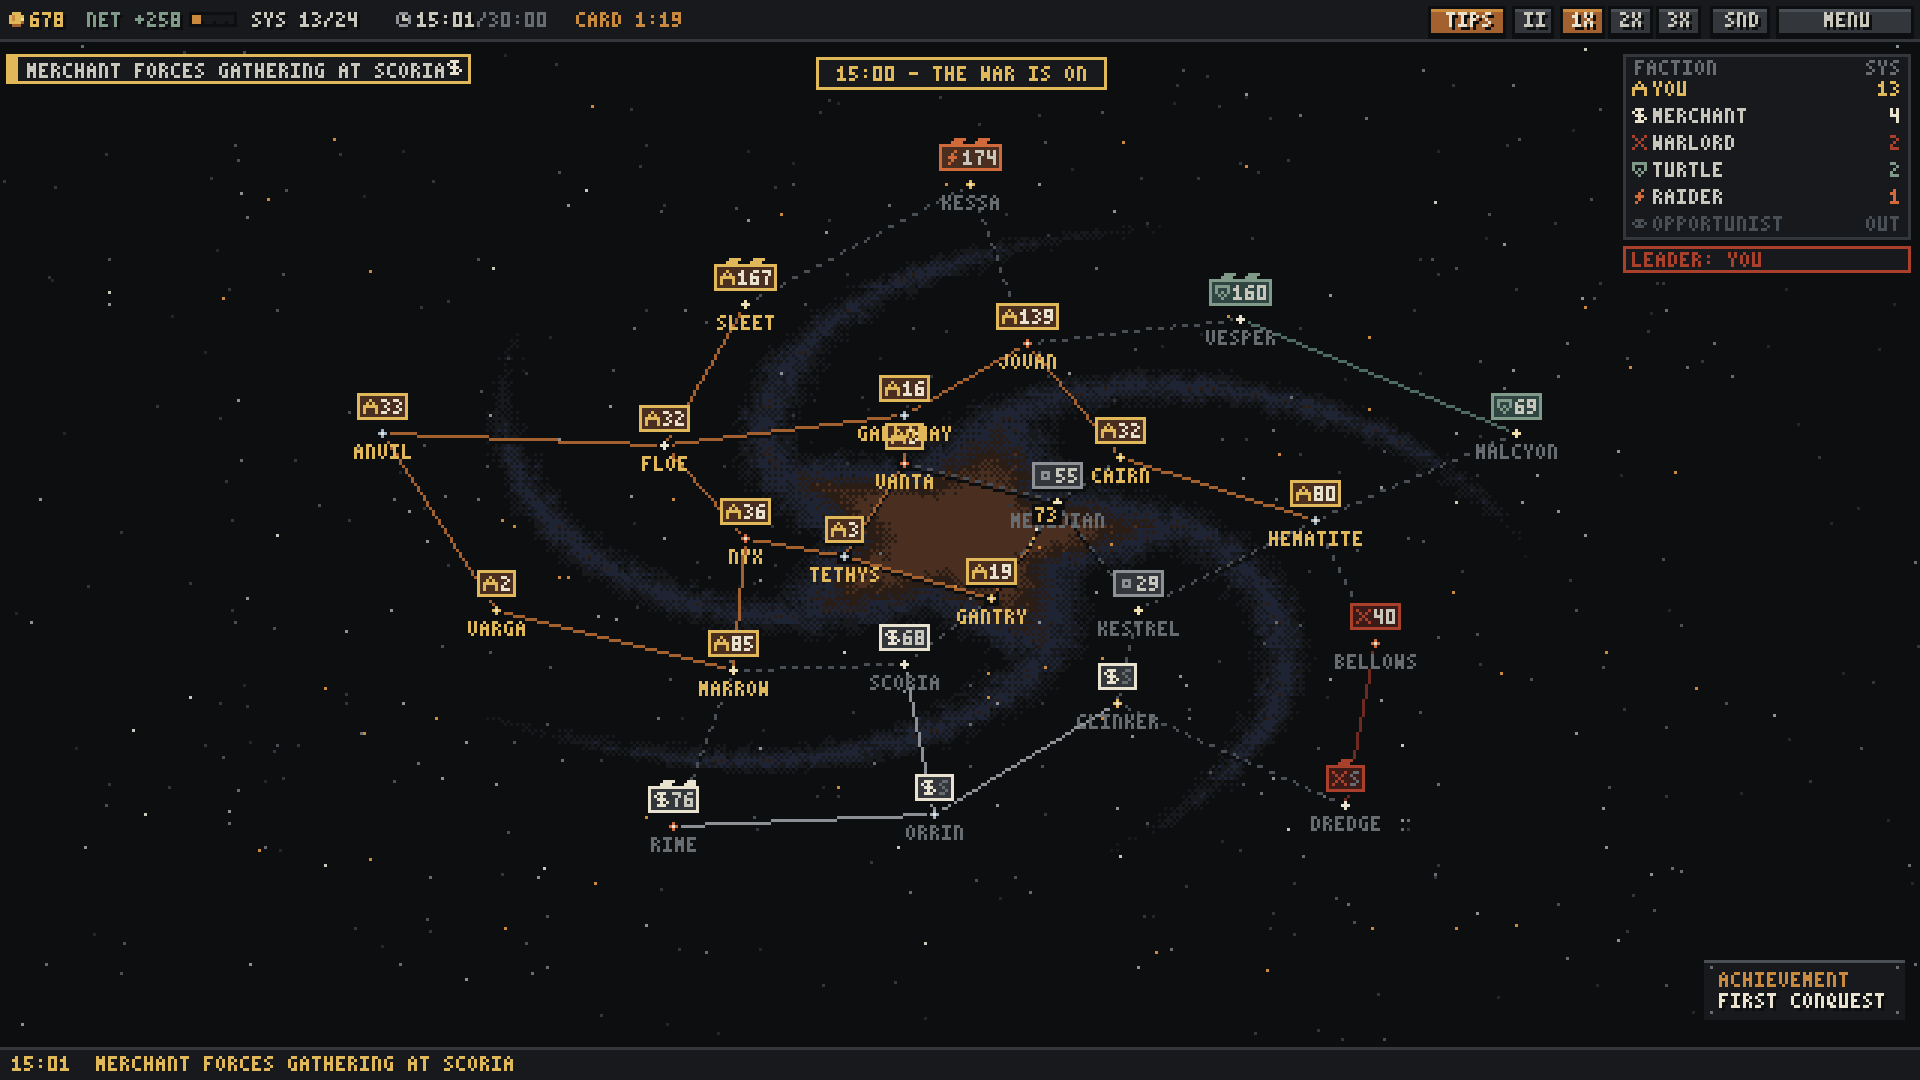 678 NET +258 SYS 13/24 15:01/30:00 CARD 1:19 TIPS II 1X 2X 3X SND MENU
MERCHANT FORCES GATHERING AT SCORIA
15:00 - THE WAR IS ON
FACTION SYS
YOU 13
MERCHANT 4
WARLORD 2
TURTLE 2
RAIDER 1
OPPORTUNIST OUT
LEADER: YOU
174
KESSA
167
SLEET
160
VESPER
139
JOVAN
16
33
ANVIL
32
FLOE
69
HALCYON
32
CAIRN
VANTA
55
73
80
HEMATITE
36
NYX
3
TETHYS
19
GANTRY
29
KESTREL
2
VARGA
40
BELLOWS
85
MARROW
68
SCORIA
CLINKER
76
RIME
ORRIN
DREDGE
ACHIEVEMENT
FIRST CONQUEST
15:01 MERCHANT FORCES GATHERING AT SCORIA